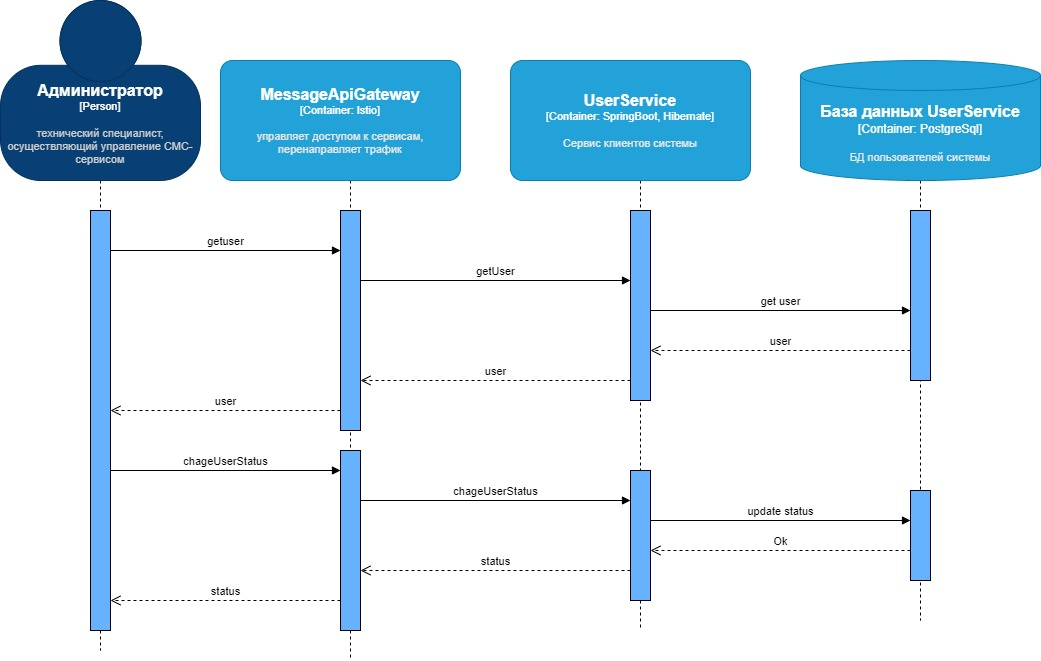 Администратор
[Person]
технический специалист,
осуществляющий управление СМС-
сервисом
MessageApiGateway
[Container: Istio]
управляет доступом к сервисам,
перенаправляет трафик
UserService
[Container: SpringBoot, Hibernate]
Сервис клиентов системы
База данных UserService
[Container: PostgreSql]
БД пользователей системы
getuser
getUser
get user
user
user
user
chageUserStatus
chageUserStatus
update status
Ok
status
status